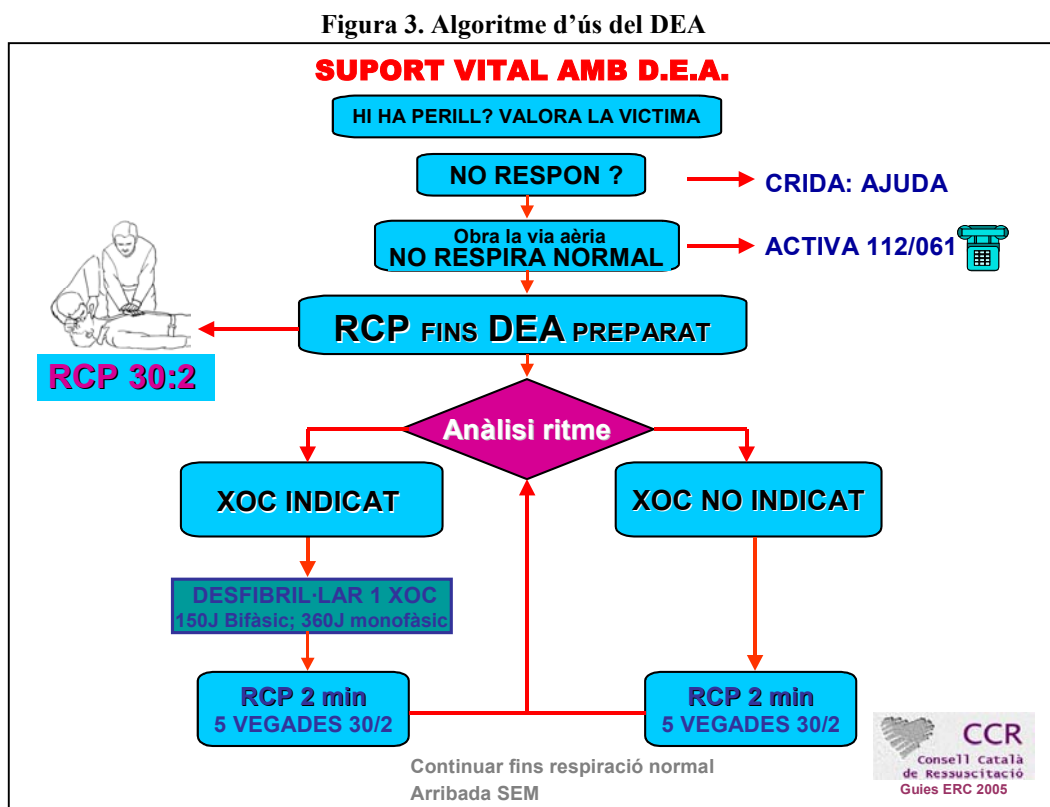 Figura 3. Algoritme d'ús del DEA
SUPORT VITAL AMB D.E.A.
HI HA PERILL? VALORA LA VICTIMA
NO RESPON ?
CRIDA: AJUDA
Obra la via aèria
NO RESPIRA NORMAL
ACTIVA 112/061
RCP FINS DEA PREPARAT
RCP 30:2
Anàlisi ritme
XOC INDICAT
XOC NO INDICAT
DESFIBRIL·LAR 1 XOC
150J Bifàsic; 360J monofàsic
RCP 2 min
5 VEGADES 30/2
RCP 2 min
5 VEGADES 30/2
Continuar fins respiració normal
Arribada SEM
CCR
Consell Català
de Ressuscitació
Guies ERC 2005